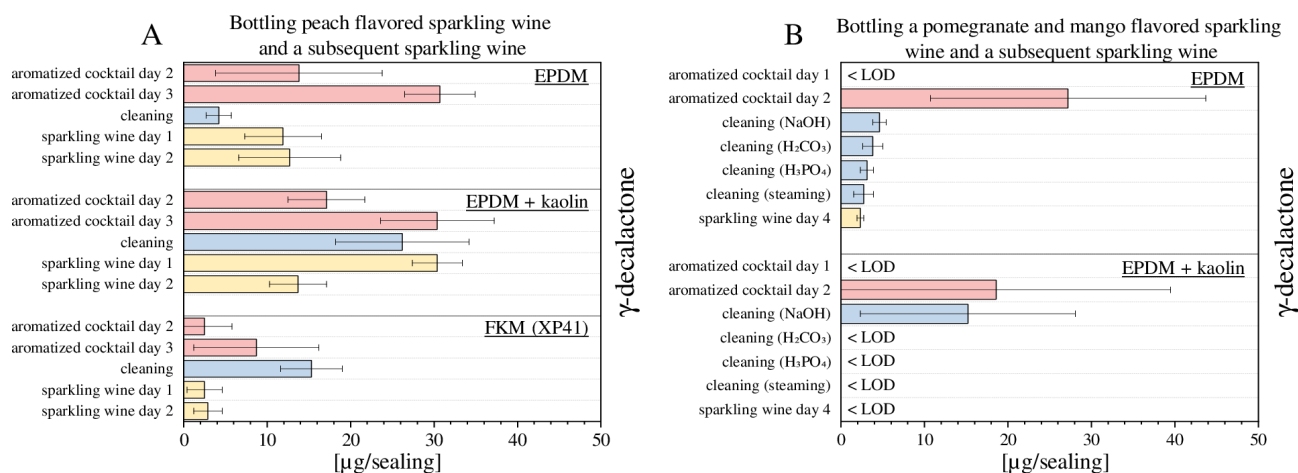 A
Bottling peach flavored sparkling wine
and a subsequent sparkling wine
aromatized cocktail day 2
EPDM
aromatized cocktail day 3
cleaning
sparkling wine day 1
sparkling wine day 2
aromatized cocktail day 2
EPDM + kaolin
aromatized cocktail day 3
cleaning
sparkling wine day 1
sparkling wine day 2
aromatized cocktail day 2
FKM (XP41)
aromatized cocktail day 3
cleaning
sparkling wine day 1
sparkling wine day 2
0 10 20 30 40 50
[µg/sealing]
γ-decalactone
B
Bottling a pomegranate and mango flavored sparkling
wine and a subsequent sparkling wine
aromatized cocktail day 1 < LOD
EPDM
aromatized cocktail day 2
cleaning (NaOH)
cleaning (H₂CO₃)
cleaning (H₃PO₄)
cleaning (steaming)
sparkling wine day 4
aromatized cocktail day 1 < LOD
EPDM + kaolin
aromatized cocktail day 2
cleaning (NaOH)
cleaning (H₂CO₃) < LOD
cleaning (H₃PO₄) < LOD
cleaning (steaming) < LOD
sparkling wine day 4 < LOD
0 10 20 30 40 50
[µg/sealing]
γ-decalactone